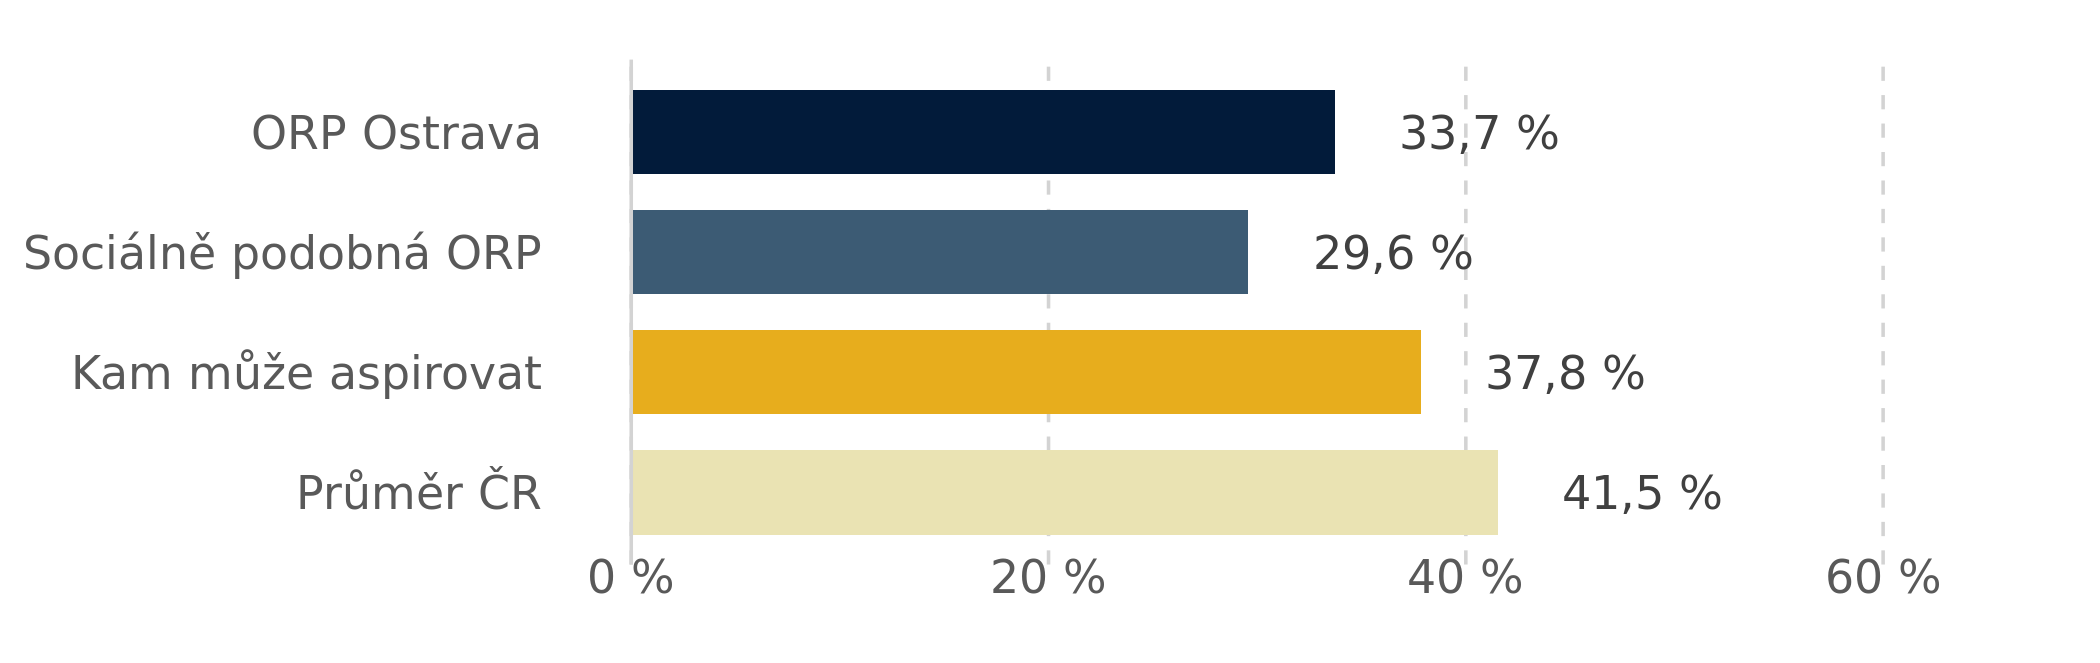 ORP Ostrava 33,7 %
Sociálně podobná ORP 29,6 %
Kam může aspirovat 37,8 %
Průměr ČR 41,5 %
0 % 20 % 40 % 60 %